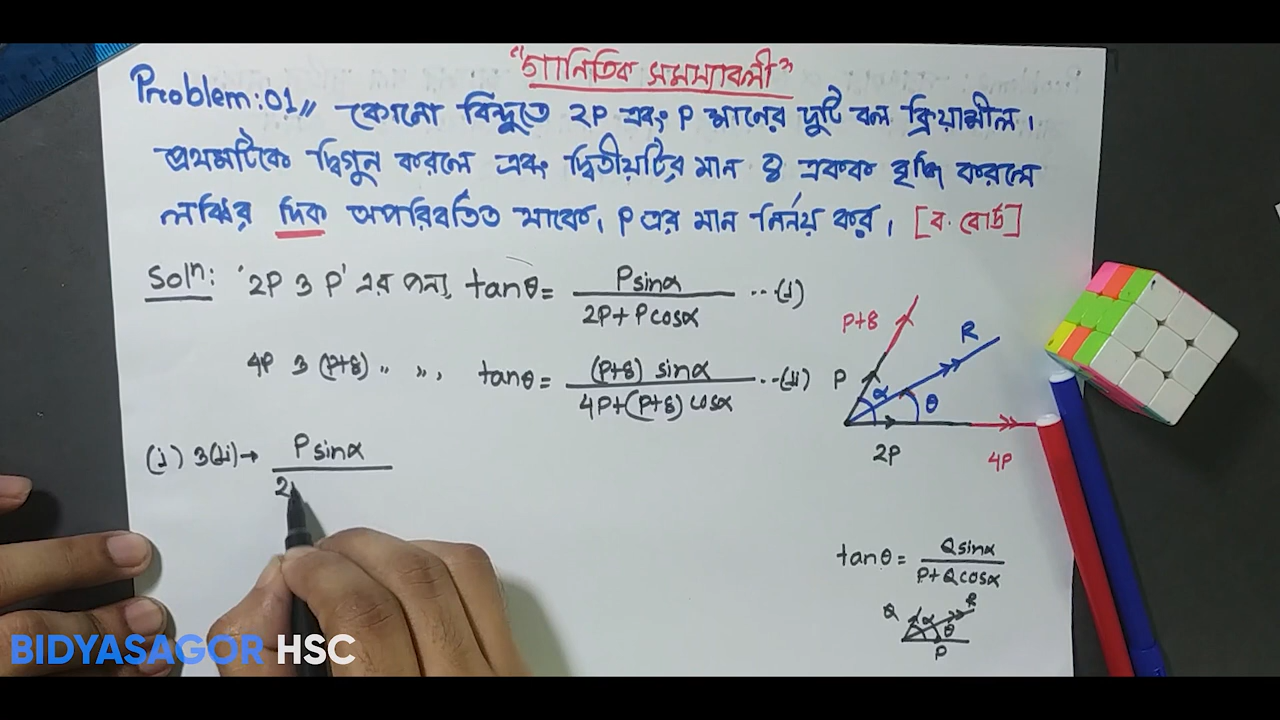 "গানিতিক সমস্যাবলী"
Problem:01// কোনো বিন্দুতে 2P এবং P মানের দুটি বল ক্রিয়াশীল।
প্রথমটিকে দ্বিগুন করলে এবং দ্বিতীয়টির মান 8 একক বৃদ্ধি করলে
লব্ধির দিক অপরিবর্তিত থাকে। P এর মান নির্নয় কর। [ব. বোর্ড]
Solⁿ: '2P ও P' এর জন্য, tanθ = Psinα / 2P+Pcosα ...(i)
4P ও (P+8) " ", tanθ = (P+8) sinα / 4P+(P+8) cosα ...(ii)
(i) ও (ii)→ Psinα / 2
P+8
R
P
α
θ
2P
4P
tanθ = Qsinα / P+Qcosα
Q
α
R
θ
P
BIDYASAGOR HSC